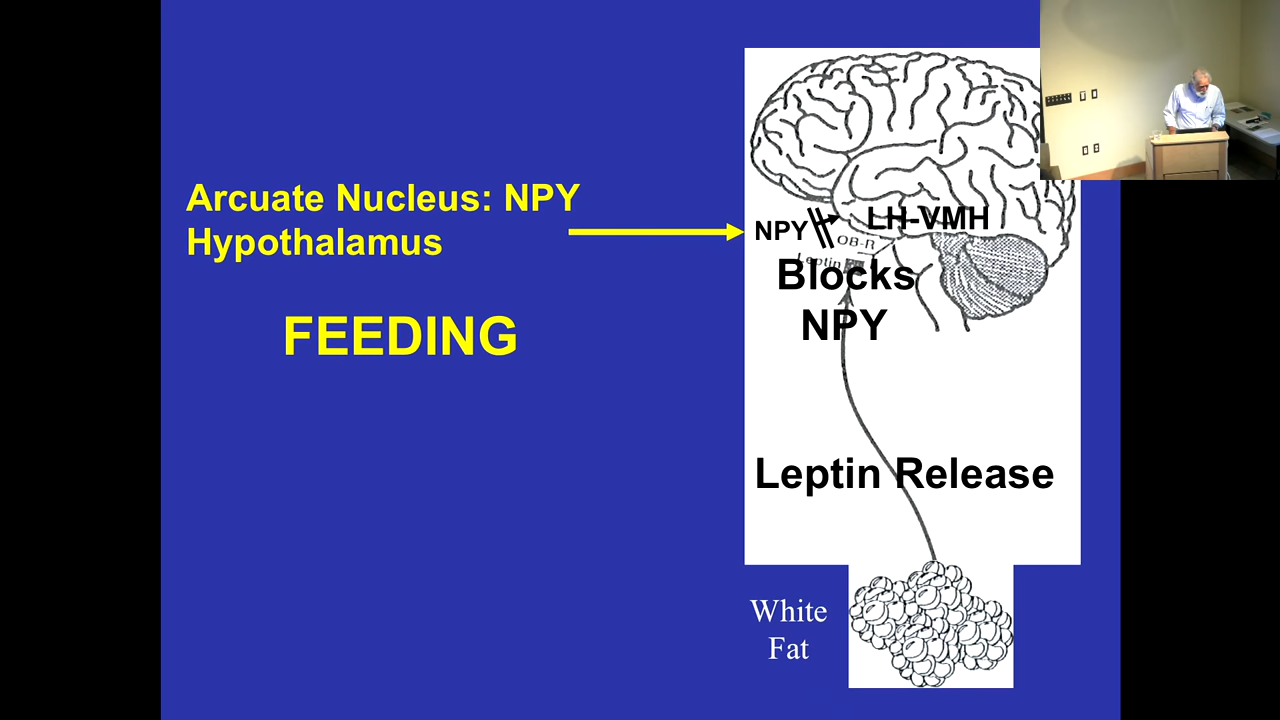 Arcuate Nucleus: NPY
Hypothalamus
FEEDING
NPY
LH-VMH
OB-R
Leptin
Blocks
NPY
Leptin Release
White
Fat